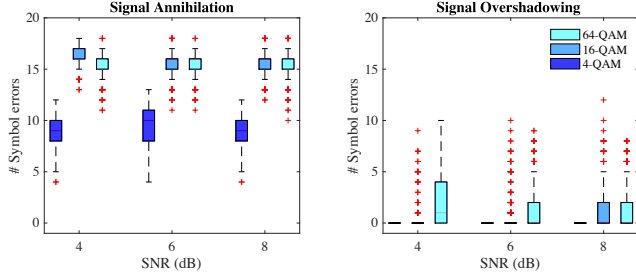 Signal Annihilation
20
15
10
5
0
# Symbol errors
4
6
8
SNR (dB)
Signal Overshadowing
20
15
10
5
0
# Symbol errors
4
6
8
SNR (dB)
64-QAM
16-QAM
4-QAM